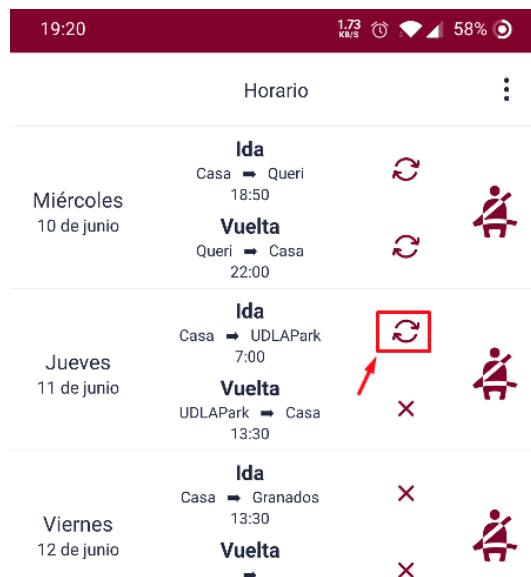 19:20 1.73 KB/S 58%
Horario
Miércoles
10 de junio
Ida
Casa ➡ Queri
18:50
Vuelta
Queri ➡ Casa
22:00
Jueves
11 de junio
Ida
Casa ➡ UDLAPark
7:00
Vuelta
UDLAPark ➡ Casa
13:30
Viernes
12 de junio
Ida
Casa ➡ Granados
13:30
Vuelta
➡